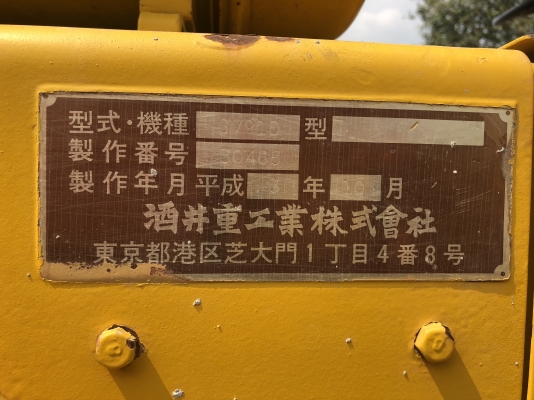 型式・機種 型
製作番号
製作年月平成 年 月
酒井重工業株式會社
東京都港区芝大門1丁目4番8号